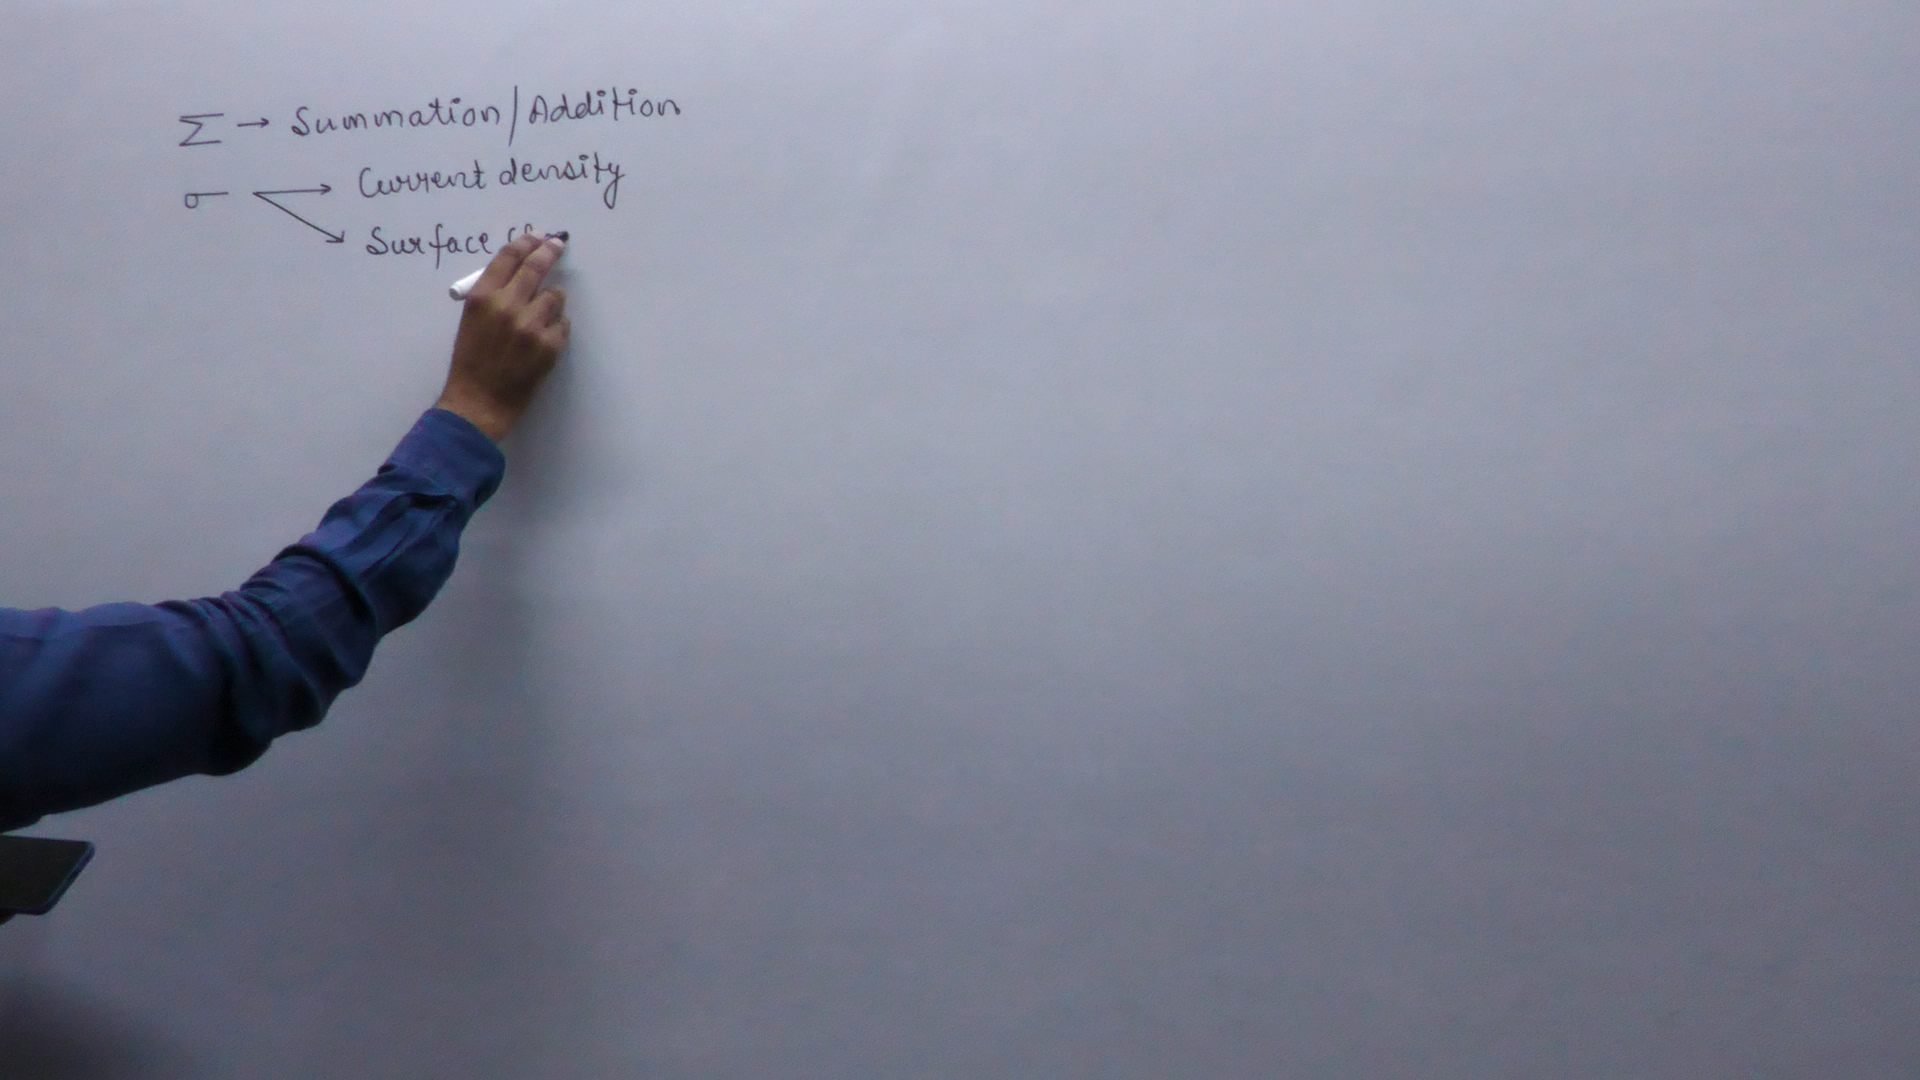 Σ → Summation/Addition
σ → Current density
→ Surface